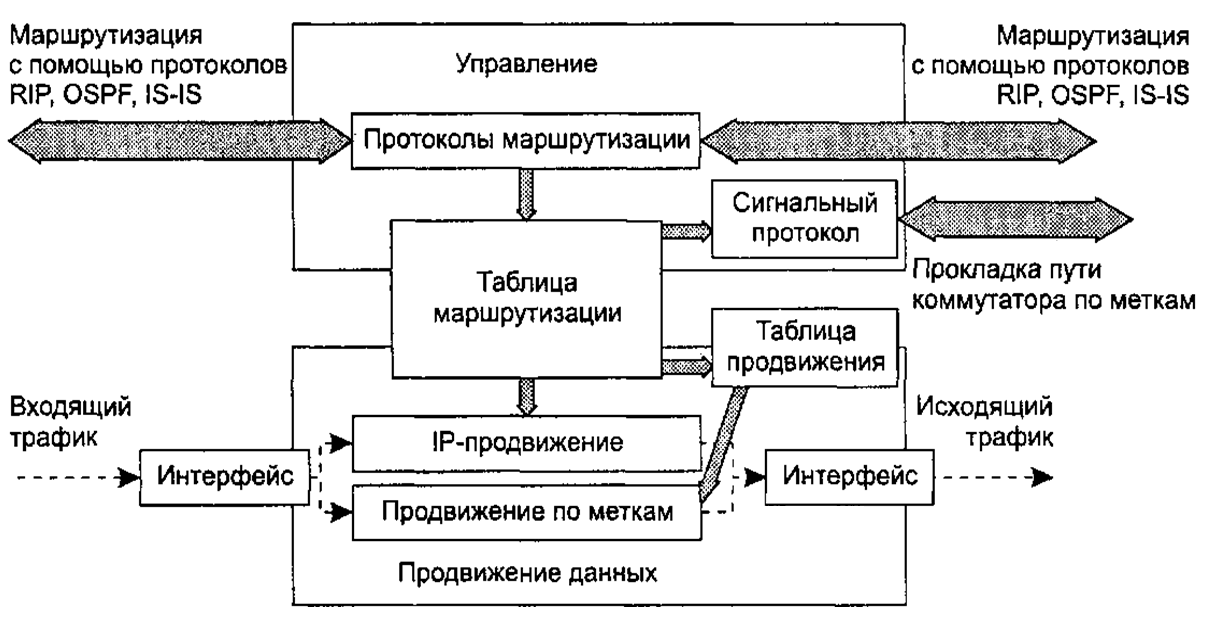 Маршрутизация
с помощью протоколов
RIP, OSPF, IS-IS
Управление
Маршрутизация
с помощью протоколов
RIP, OSPF, IS-IS
Протоколы маршрутизации
Сигнальный
протокол
Прокладка пути
коммутатора по меткам
Таблица
маршрутизации
Таблица
продвижения
Входящий
трафик
Интерфейс
IP-продвижение
Продвижение по меткам
Исходящий
трафик
Интерфейс
Продвижение данных